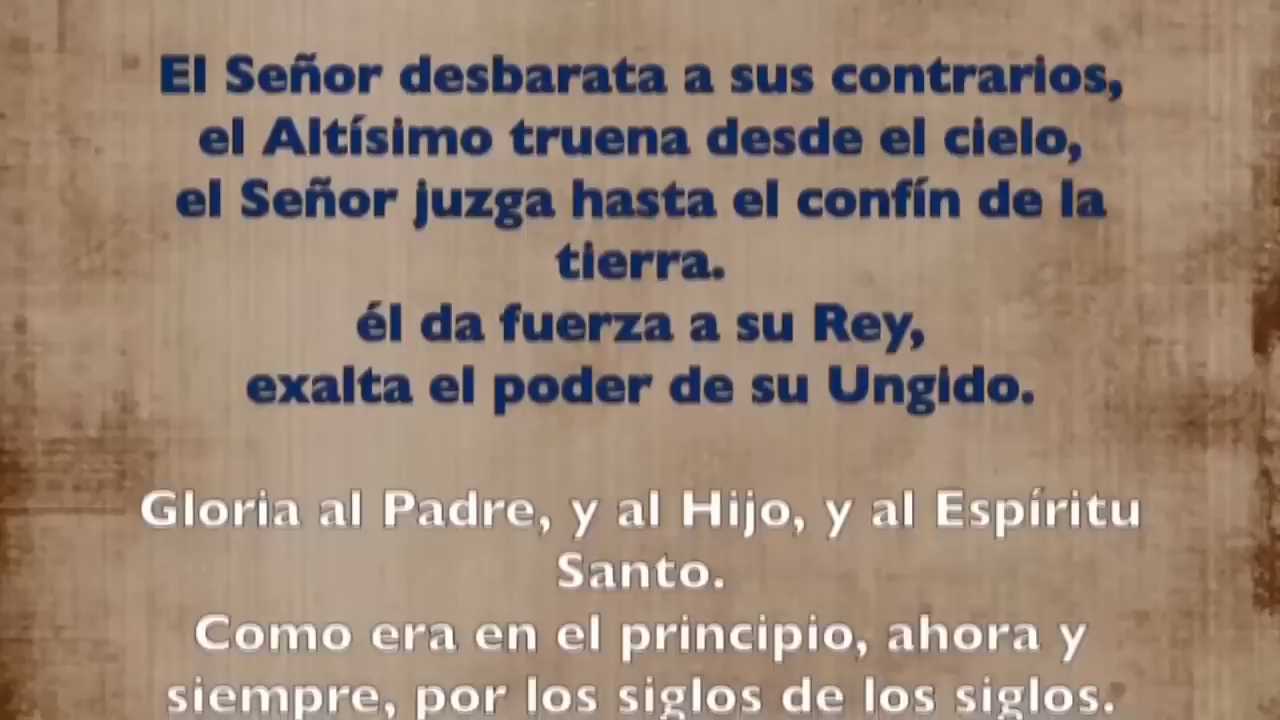 El Señor desbarata a sus contrarios,
el Altísimo truena desde el cielo,
el Señor juzga hasta el confín de la
tierra.
él da fuerza a su Rey,
exalta el poder de su Ungido.
Gloria al Padre, y al Hijo, y al Espíritu
Santo.
Como era en el principio, ahora y
siempre, por los siglos de los siglos.